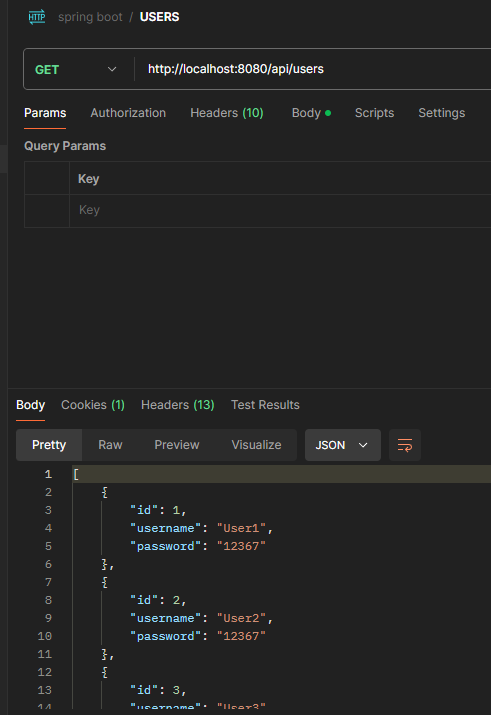 HTTP spring boot / USERS
GET http://localhost:8080/api/users
Params Authorization Headers (10) Body Scripts Settings
Query Params
Key
Key
Body Cookies (1) Headers (13) Test Results
Pretty Raw Preview Visualize JSON
1 [
2 {
3 "id": 1,
4 "username": "User1",
5 "password": "12367"
6 },
7 {
8 "id": 2,
9 "username": "User2",
10 "password": "12367"
11 },
12 {
13 "id": 3,
14 "username": "User3"